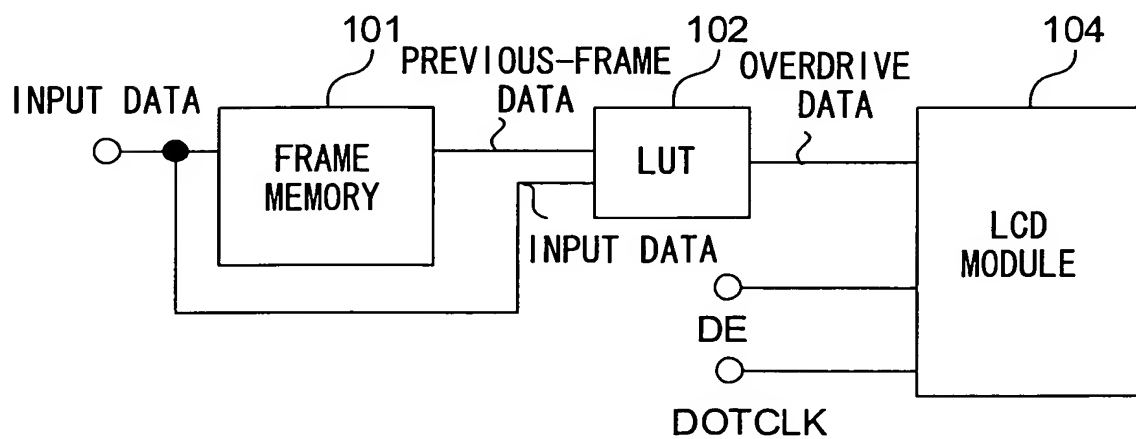 101
102
104
INPUT DATA
PREVIOUS-FRAME
DATA
OVERDRIVE
DATA
FRAME
MEMORY
LUT
LCD
MODULE
INPUT DATA
DE
DOTCLK